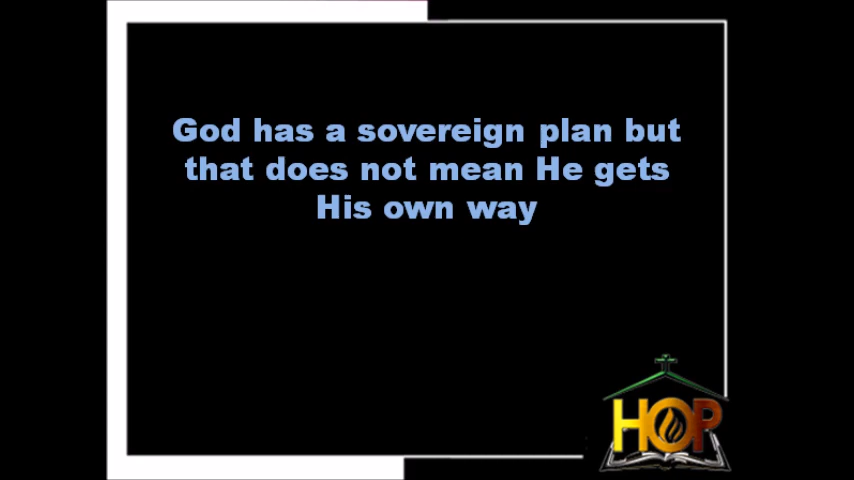 God has a sovereign plan but
that does not mean He gets
His own way
HOP